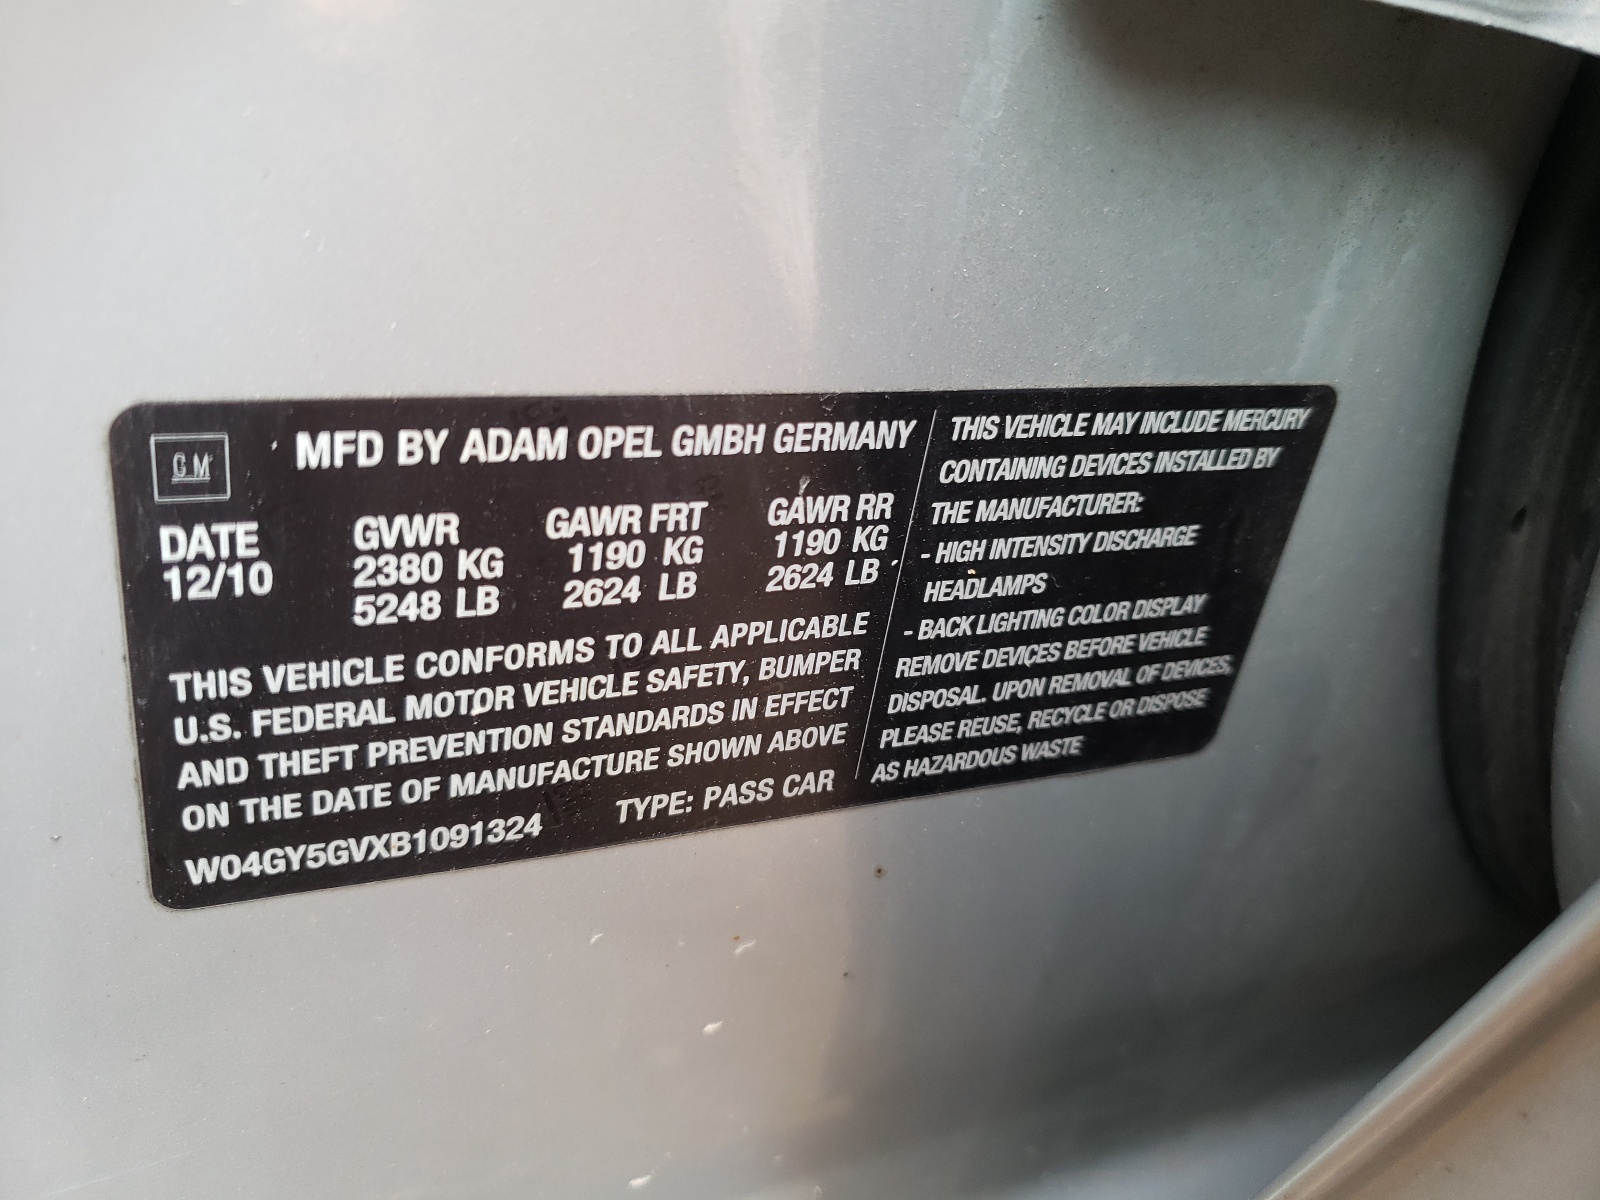 GM
MFD BY ADAM OPEL GMBH GERMANY
DATE GVWR GAWR FRT GAWR RR
12/10 2380 KG 1190 KG 1190 KG
5248 LB 2624 LB 2624 LB
THIS VEHICLE CONFORMS TO ALL APPLICABLE
U.S. FEDERAL MOTOR VEHICLE SAFETY, BUMPER
AND THEFT PREVENTION STANDARDS IN EFFECT
ON THE DATE OF MANUFACTURE SHOWN ABOVE
W04GY5GVXB1091324 TYPE: PASS CAR
THIS VEHICLE MAY INCLUDE MERCURY
CONTAINING DEVICES INSTALLED BY
THE MANUFACTURER:
- HIGH INTENSITY DISCHARGE
HEADLAMPS
- BACK LIGHTING COLOR DISPLAY
REMOVE DEVICES BEFORE VEHICLE
DISPOSAL. UPON REMOVAL OF DEVICES,
PLEASE REUSE, RECYCLE OR DISPOSE
AS HAZARDOUS WASTE